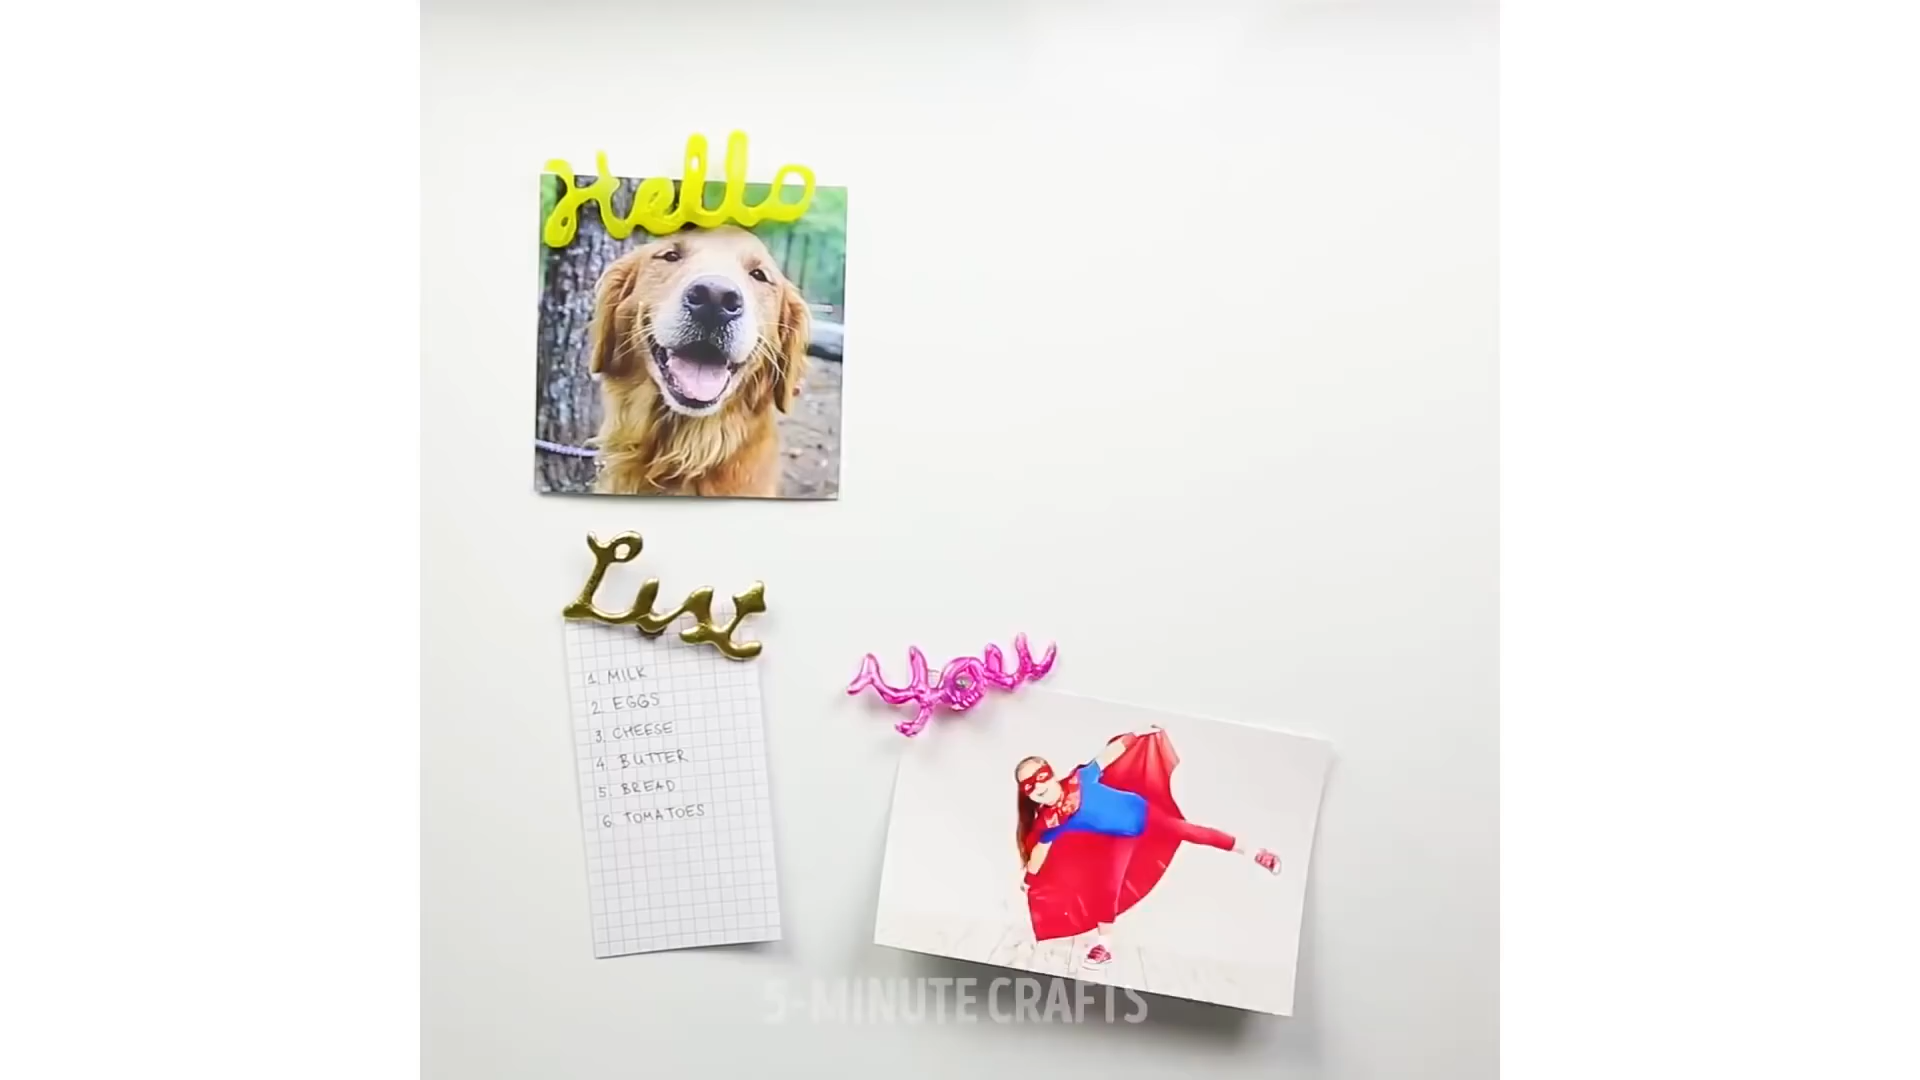 Hello
List
1. MILK
2. EGGS
3. CHEESE
4. BUTTER
5. BREAD
6. TOMATOES
you
5-MINUTE CRAFTS